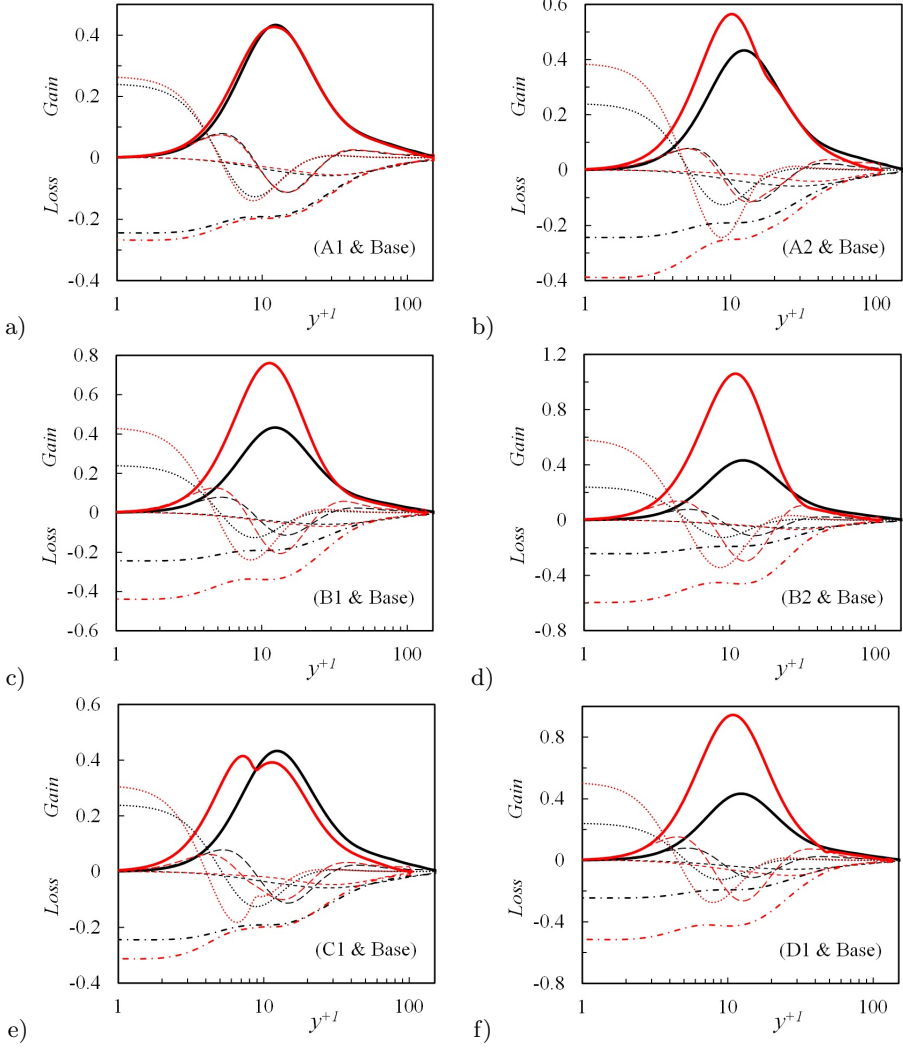 0.4
0.2
0
-0.2
-0.4
Gain
Loss
(A1 & Base)
1
10
100
y+1
a)
0.6
0.4
0.2
0
-0.2
-0.4
Gain
Loss
(A2 & Base)
1
10
100
y+1
b)
0.8
0.6
0.4
0.2
0
-0.2
-0.4
-0.6
Gain
Loss
(B1 & Base)
1
10
100
y+1
c)
1.2
0.8
0.4
0
-0.4
-0.8
Gain
Loss
(B2 & Base)
1
10
100
y+1
d)
0.6
0.4
0.2
0
-0.2
-0.4
Gain
Loss
(C1 & Base)
1
10
100
y+1
e)
0.8
0.4
0
-0.4
-0.8
Gain
Loss
(D1 & Base)
1
10
100
y+1
f)